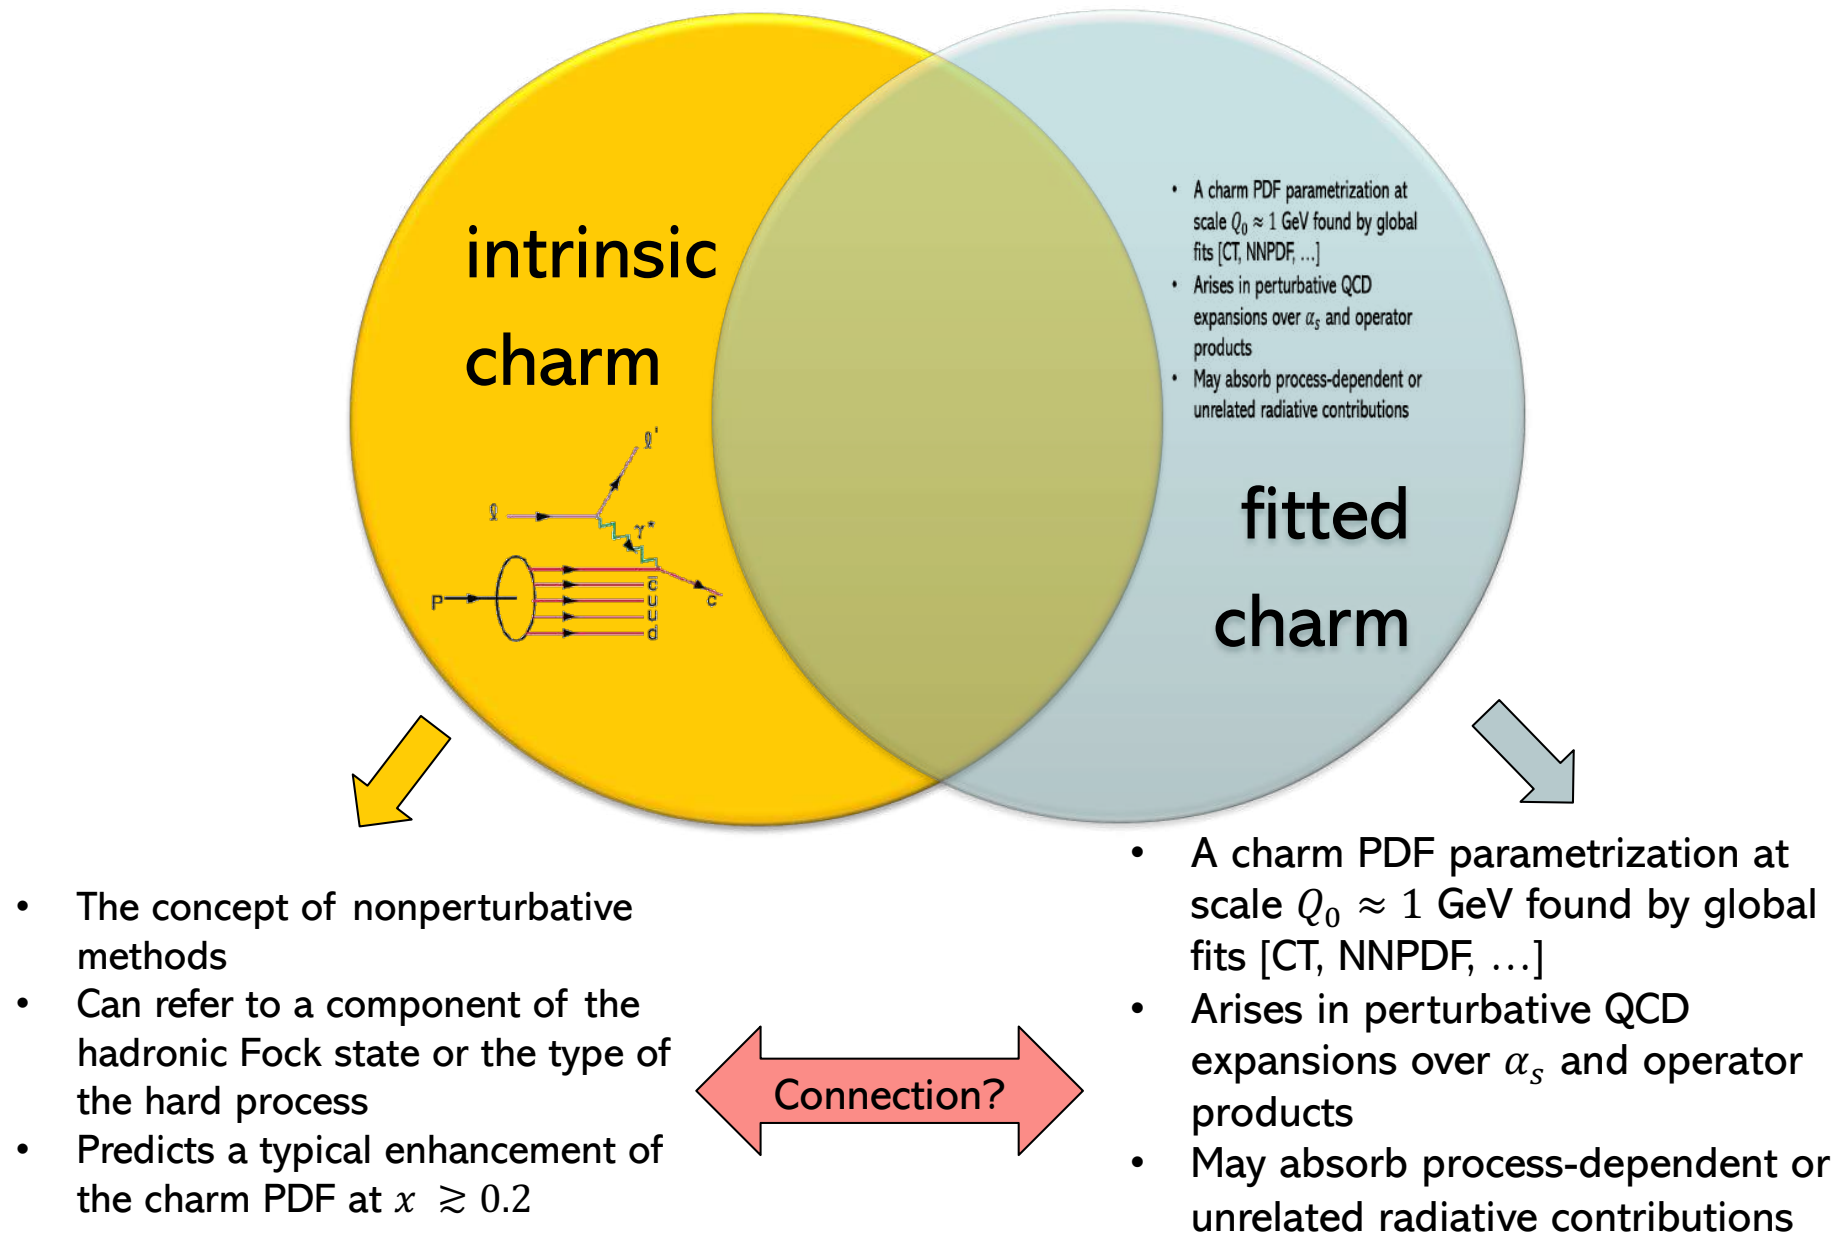 intrinsic
charm
• A charm PDF parametrization at
scale Q₀ ≈ 1 GeV found by global
fits [CT, NNPDF, ...]
• Arises in perturbative QCD
expansions over αₛ and operator
products
• May absorb process-dependent or
unrelated radiative contributions
fitted
charm
ℓ'
ℓ
γ*
p
c̄
u
u
d
c
• The concept of nonperturbative
methods
• Can refer to a component of the
hadronic Fock state or the type of
the hard process
• Predicts a typical enhancement of
the charm PDF at x ≳ 0.2
Connection?
• A charm PDF parametrization at
scale Q₀ ≈ 1 GeV found by global
fits [CT, NNPDF, ...]
• Arises in perturbative QCD
expansions over αₛ and operator
products
• May absorb process-dependent or
unrelated radiative contributions